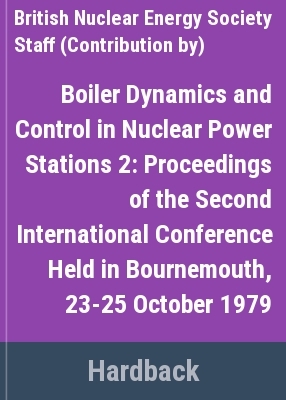 British Nuclear Energy Society
Staff (Contribution by)
Boiler Dynamics and
Control in Nuclear Power
Stations 2: Proceedings
of the Second
International Conference
Held in Bournemouth,
23-25 October 1979
Hardback